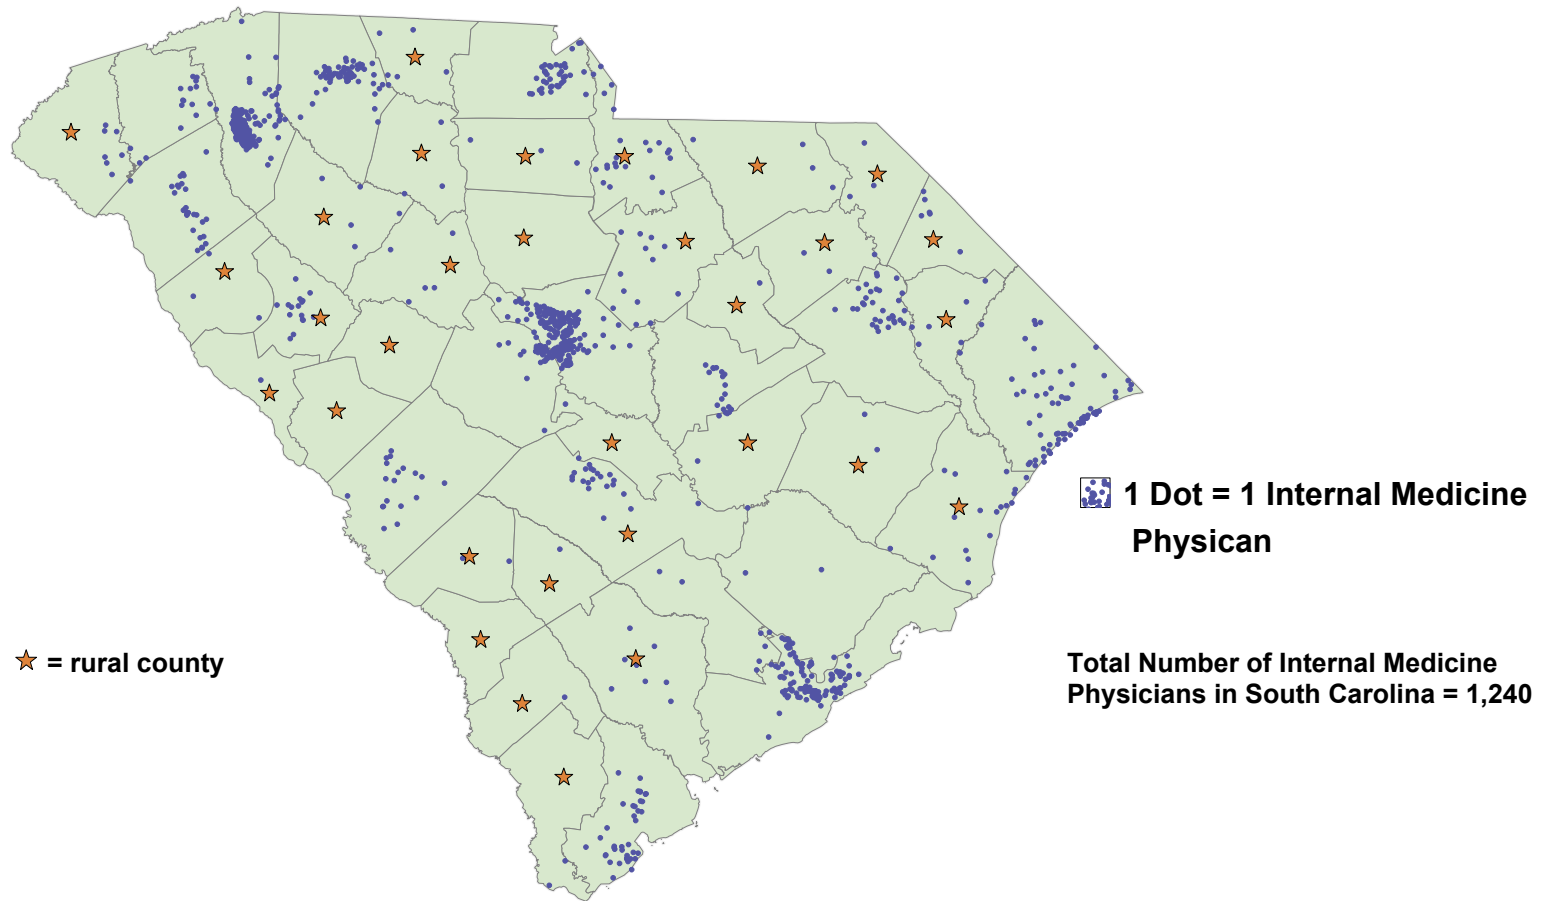 1 Dot = 1 Internal Medicine
Physican
= rural county
Total Number of Internal Medicine
Physicians in South Carolina = 1,240